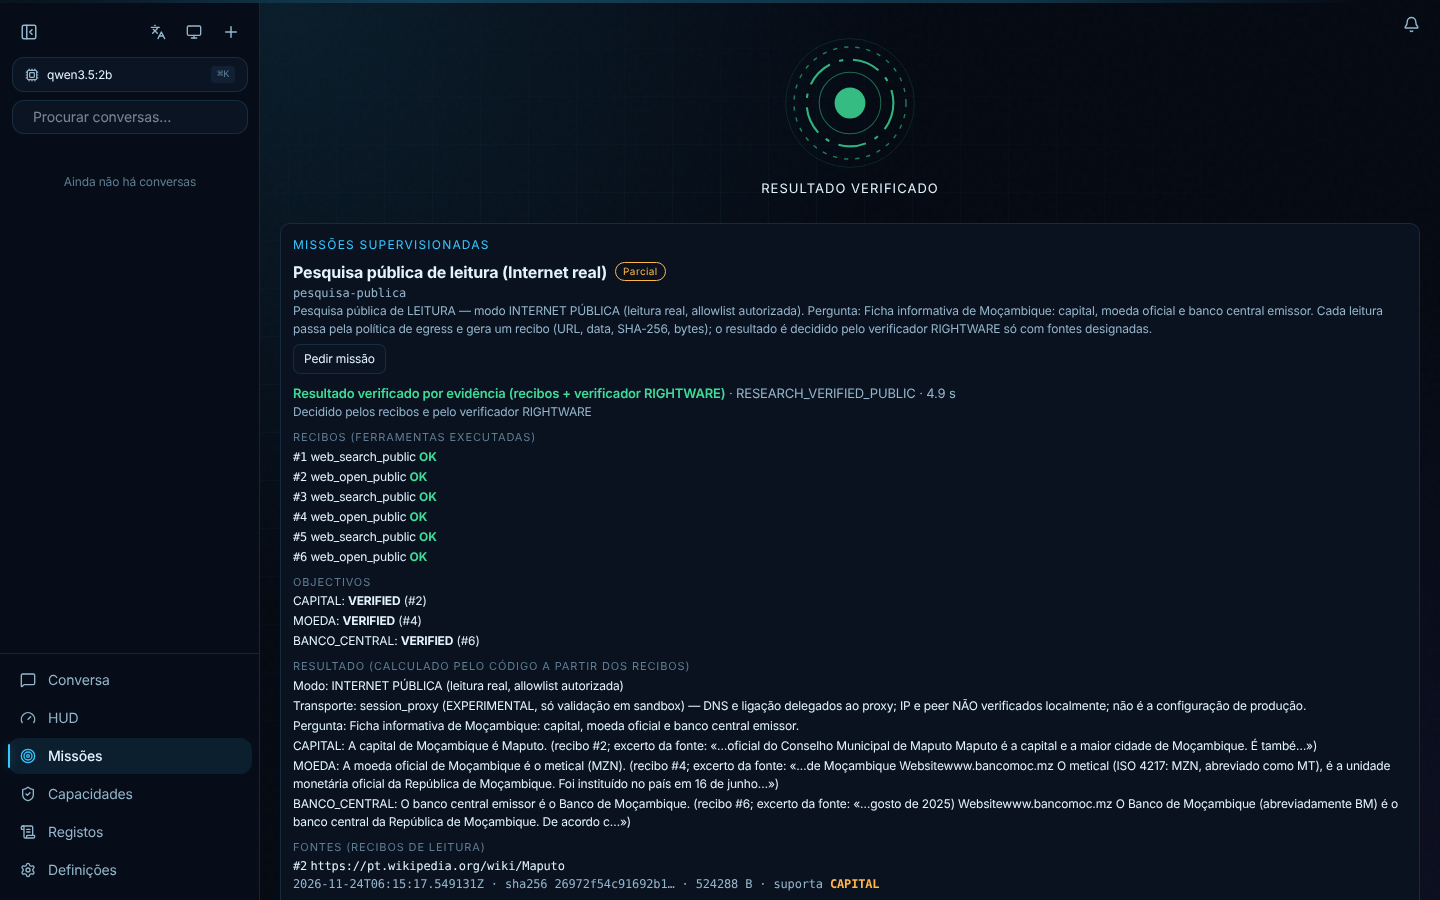 qwen3.5:2b
⌘K
Procurar conversas...
Ainda não há conversas
Conversa
HUD
Missões
Capacidades
Registos
Definições
RESULTADO VERIFICADO
MISSÕES SUPERVISIONADAS
Pesquisa pública de leitura (Internet real) Parcial
pesquisa-publica
Pesquisa pública de LEITURA — modo INTERNET PÚBLICA (leitura real, allowlist autorizada). Pergunta: Ficha informativa de Moçambique: capital, moeda oficial e banco central emissor. Cada leitura
passa pela política de egress e gera um recibo (URL, data, SHA-256, bytes); o resultado é decidido pelo verificador RIGHTWARE só com fontes designadas.
Pedir missão
Resultado verificado por evidência (recibos + verificador RIGHTWARE) · RESEARCH_VERIFIED_PUBLIC · 4.9 s
Decidido pelos recibos e pelo verificador RIGHTWARE
RECIBOS (FERRAMENTAS EXECUTADAS)
#1 web_search_public OK
#2 web_open_public OK
#3 web_search_public OK
#4 web_open_public OK
#5 web_search_public OK
#6 web_open_public OK
OBJECTIVOS
CAPITAL: VERIFIED (#2)
MOEDA: VERIFIED (#4)
BANCO_CENTRAL: VERIFIED (#6)
RESULTADO (CALCULADO PELO CÓDIGO A PARTIR DOS RECIBOS)
Modo: INTERNET PÚBLICA (leitura real, allowlist autorizada)
Transporte: session_proxy (EXPERIMENTAL, só validação em sandbox) — DNS e ligação delegados ao proxy; IP e peer NÃO verificados localmente; não é a configuração de produção.
Pergunta: Ficha informativa de Moçambique: capital, moeda oficial e banco central emissor.
CAPITAL: A capital de Moçambique é Maputo. (recibo #2; excerto da fonte: «…oficial do Conselho Municipal de Maputo Maputo é a capital e a maior cidade de Moçambique. É també…»)
MOEDA: A moeda oficial de Moçambique é o metical (MZN). (recibo #4; excerto da fonte: «…de Moçambique Websitewww.bancomoc.mz O metical (ISO 4217: MZN, abreviado como MT), é a unidade
monetária oficial da República de Moçambique. Foi instituído no país em 16 de junho…»)
BANCO_CENTRAL: O banco central emissor é o Banco de Moçambique. (recibo #6; excerto da fonte: «…gosto de 2025) Websitewww.bancomoc.mz O Banco de Moçambique (abreviadamente BM) é o
banco central da República de Moçambique. De acordo c…»)
FONTES (RECIBOS DE LEITURA)
#2 https://pt.wikipedia.org/wiki/Maputo
2026-11-24T06:15:17.549131Z · sha256 26972f54c91692b1… · 524288 B · suporta CAPITAL